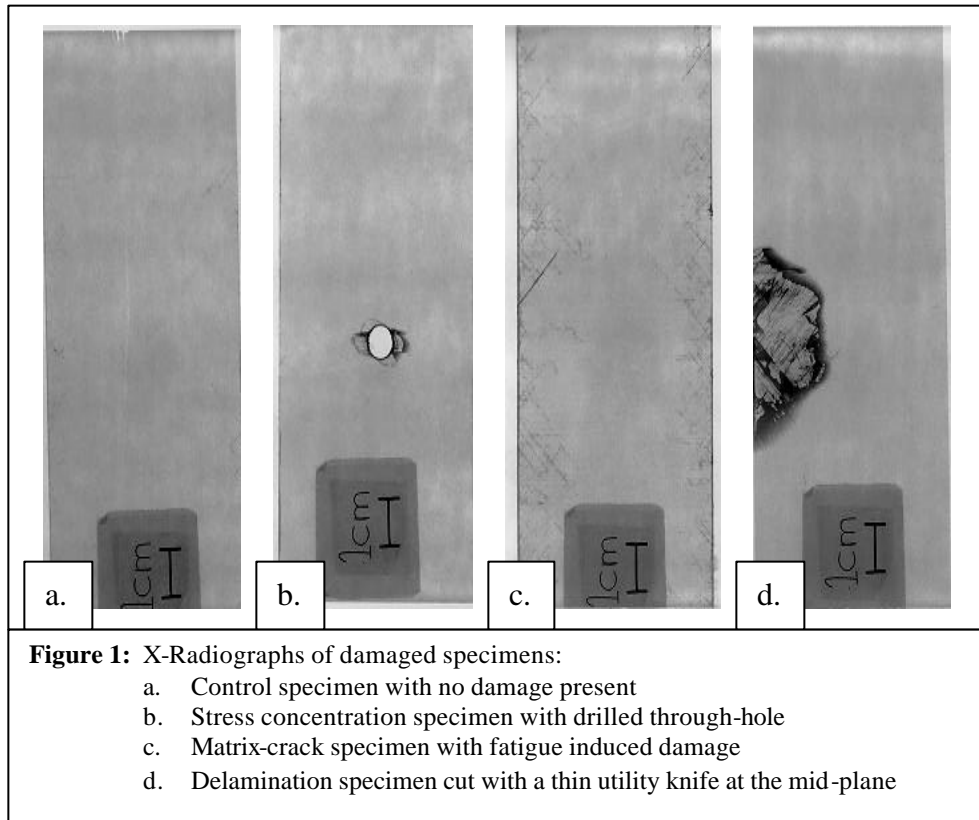 1cm
1cm
1cm
1cm
a.
b.
c.
d.
Figure 1: X-Radiographs of damaged specimens:
a. Control specimen with no damage present
b. Stress concentration specimen with drilled through-hole
c. Matrix-crack specimen with fatigue induced damage
d. Delamination specimen cut with a thin utility knife at the mid-plane